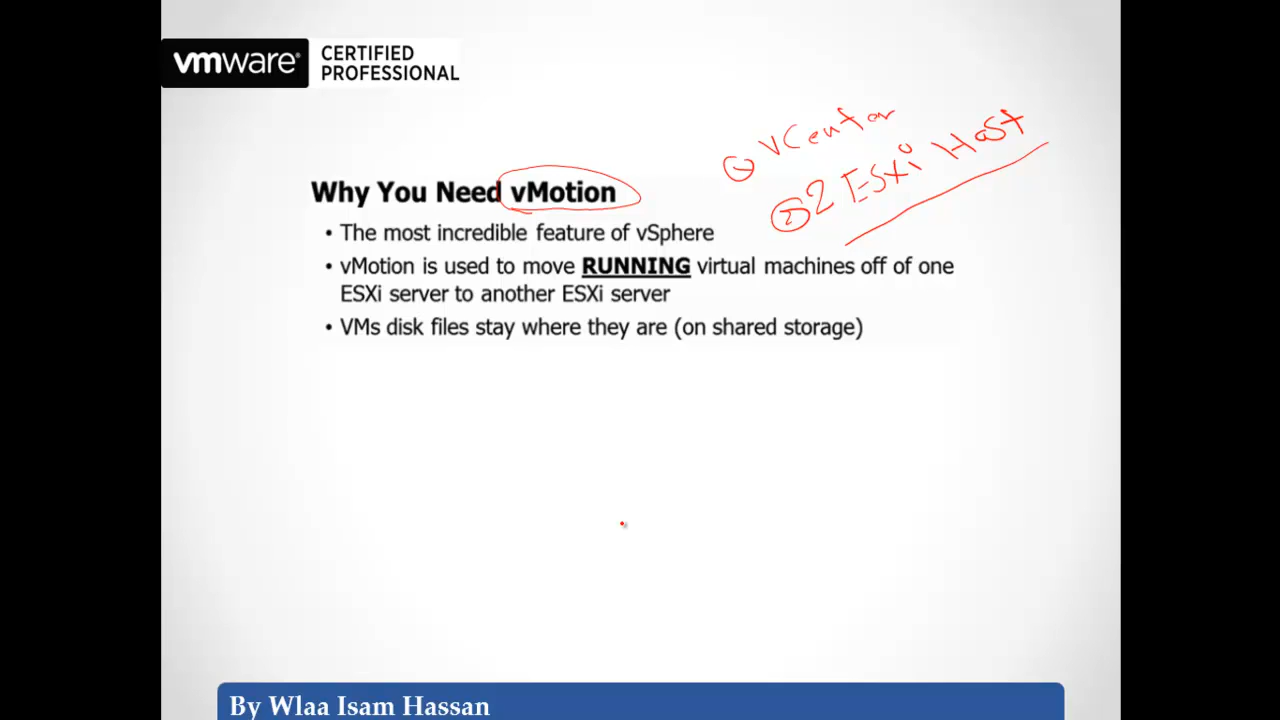 vmware® CERTIFIED
PROFESSIONAL
vCenter
2 ESXi Host
Why You Need vMotion
• The most incredible feature of vSphere
• vMotion is used to move RUNNING virtual machines off of one
ESXi server to another ESXi server
• VMs disk files stay where they are (on shared storage)
By Wlaa Isam Hassan